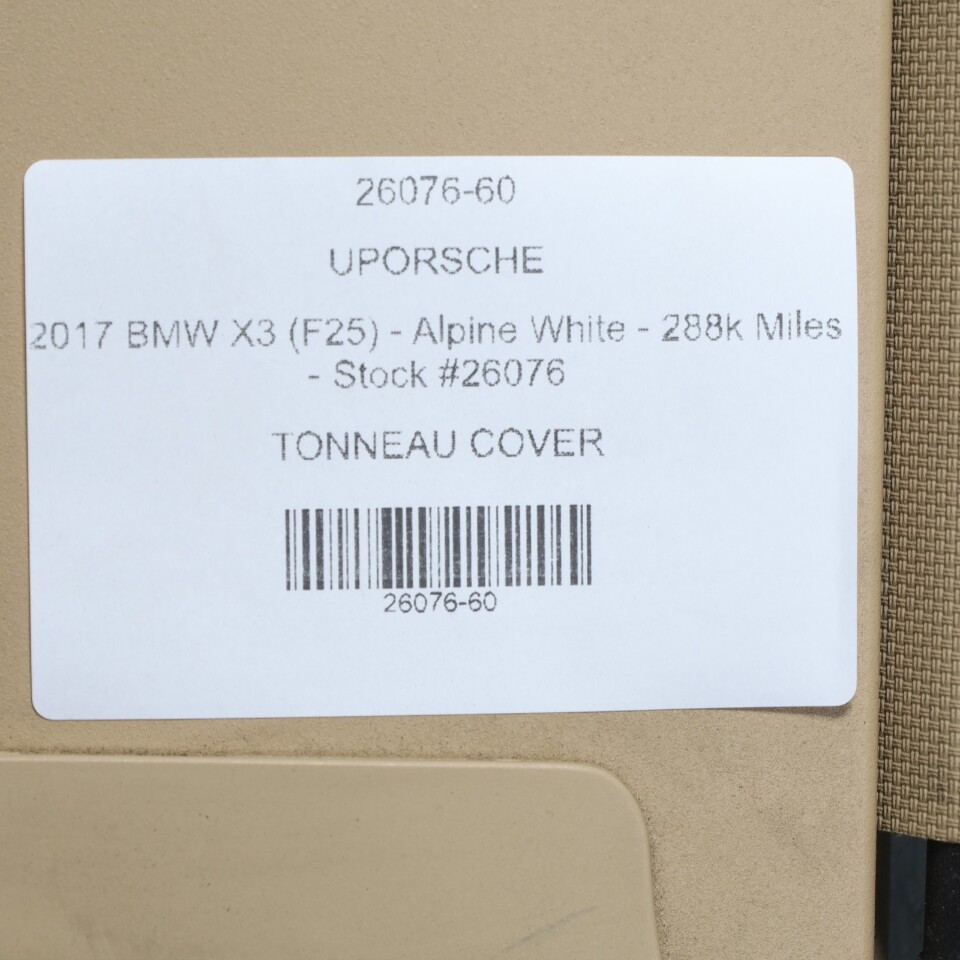 26076-60
UPORSCHE
2017 BMW X3 (F25) - Alpine White - 288k Miles
- Stock #26076
TONNEAU COVER
26076-60